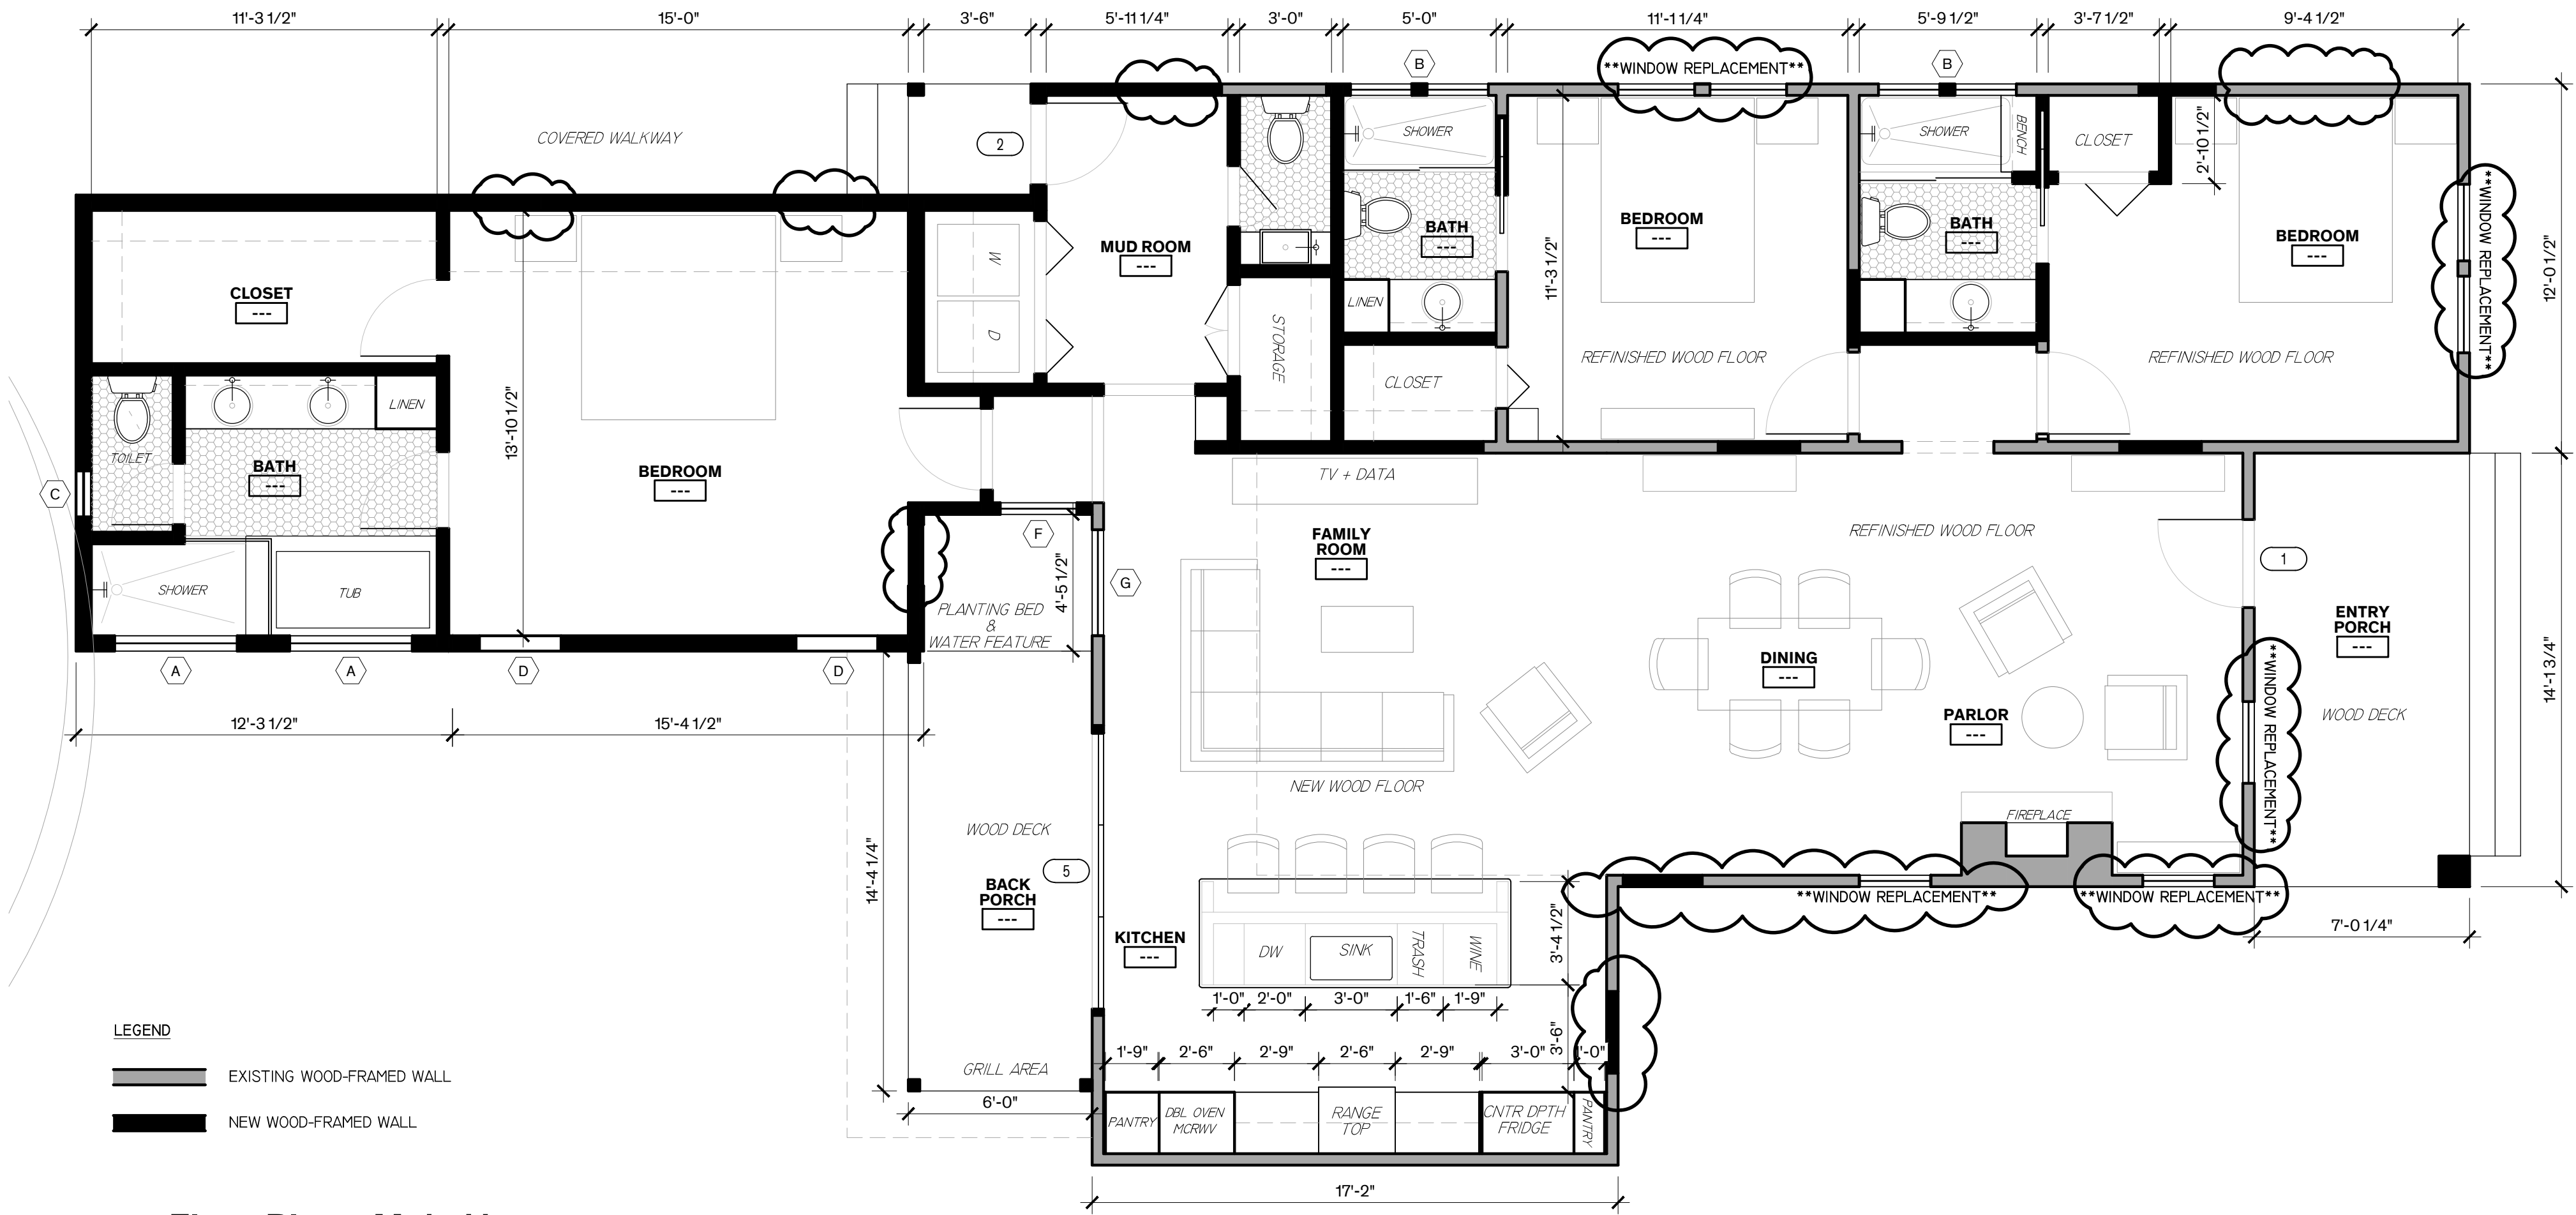 11'-3 1/2"
15'-0"
3'-6"
5'-11 1/4"
3'-0"
5'-0"
11'-1 1/4"
5'-9 1/2"
3'-7 1/2"
9'-4 1/2"
B
**WINDOW REPLACEMENT**
B
COVERED WALKWAY
2
SHOWER
SHOWER
BENCH
CLOSET
2'-10 1/2"
**WINDOW REPLACEMENT**
12'-0 1/2"
BATH
---
BEDROOM
---
BATH
---
BEDROOM
---
MUD ROOM
---
W
D
CLOSET
---
11'-3 1/2"
LINEN
STORAGE
REFINISHED WOOD FLOOR
REFINISHED WOOD FLOOR
CLOSET
LINEN
13'-10 1/2"
TOILET
BATH
---
BEDROOM
---
C
TV + DATA
F
FAMILY
ROOM
---
REFINISHED WOOD FLOOR
1
G
4'-5 1/2"
SHOWER
TUB
PLANTING BED
&
WATER FEATURE
ENTRY
PORCH
---
A
A
D
D
DINING
---
14'-1 3/4"
12'-3 1/2"
15'-4 1/2"
PARLOR
---
WOOD DECK
**WINDOW REPLACEMENT**
NEW WOOD FLOOR
FIREPLACE
WOOD DECK
14'-4 1/4"
5
BACK
PORCH
---
**WINDOW REPLACEMENT**
**WINDOW REPLACEMENT**
7'-0 1/4"
KITCHEN
---
DW
SINK
TRASH
WINE
3'-4 1/2"
1'-0"
2'-0"
3'-0"
1'-6"
1'-9"
LEGEND
3'-6"
1'-9"
2'-6"
2'-9"
2'-6"
2'-9"
3'-0"
1'-0"
GRILL AREA
EXISTING WOOD-FRAMED WALL
6'-0"
PANTRY
DBL OVEN
MCRWV
RANGE
TOP
CNTR DPTH
FRIDGE
PANTRY
NEW WOOD-FRAMED WALL
17'-2"